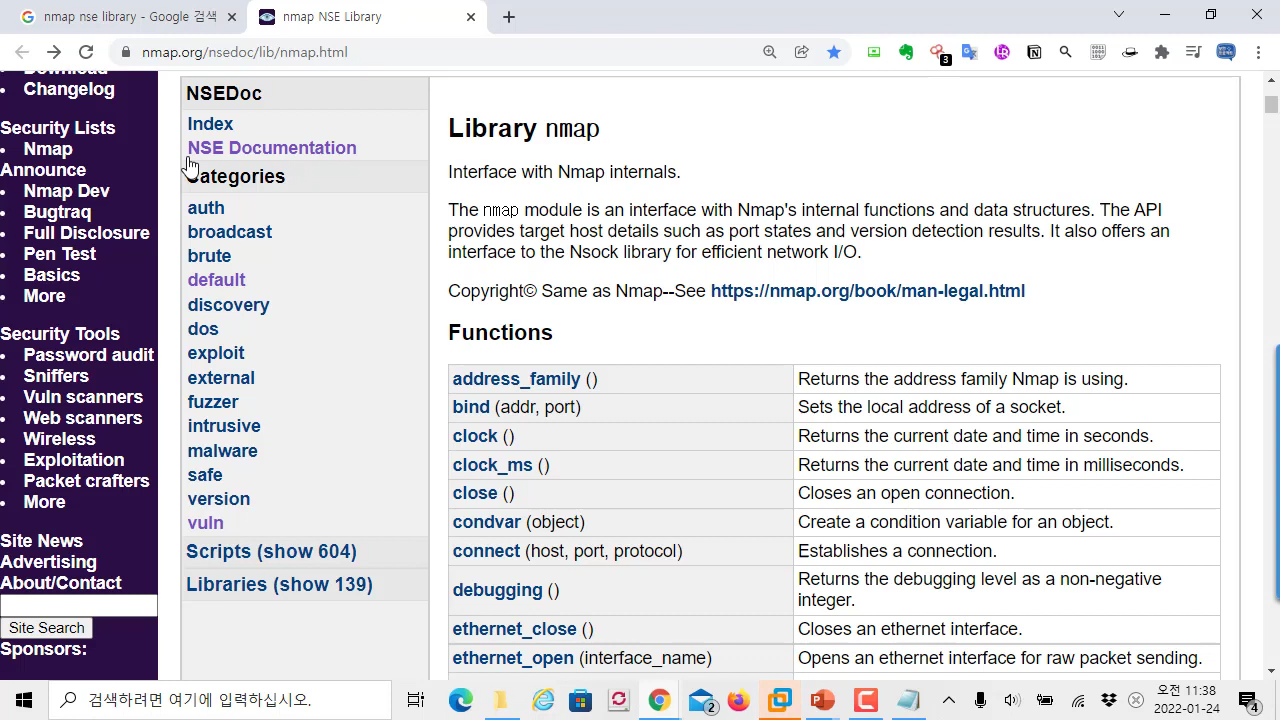 nmap nse library - Google 검색
nmap NSE Library
nmap.org/nsedoc/lib/nmap.html
3
Download
Changelog
Security Lists
Nmap
Announce
Nmap Dev
Bugtraq
Full Disclosure
Pen Test
Basics
More
Security Tools
Password audit
Sniffers
Vuln scanners
Web scanners
Wireless
Exploitation
Packet crafters
More
Site News
Advertising
About/Contact
Site Search
Sponsors:
NSEDoc
Index
NSE Documentation
Categories
auth
broadcast
brute
default
discovery
dos
exploit
external
fuzzer
intrusive
malware
safe
version
vuln
Scripts (show 604)
Libraries (show 139)
Library nmap
Interface with Nmap internals.
The nmap module is an interface with Nmap's internal functions and data structures. The API
provides target host details such as port states and version detection results. It also offers an
interface to the Nsock library for efficient network I/O.
Copyright© Same as Nmap--See https://nmap.org/book/man-legal.html
Functions
address_family () Returns the address family Nmap is using.
bind (addr, port) Sets the local address of a socket.
clock () Returns the current date and time in seconds.
clock_ms () Returns the current date and time in milliseconds.
close () Closes an open connection.
condvar (object) Create a condition variable for an object.
connect (host, port, protocol) Establishes a connection.
debugging () Returns the debugging level as a non-negative
integer.
ethernet_close () Closes an ethernet interface.
ethernet_open (interface_name) Opens an ethernet interface for raw packet sending.
검색하려면 여기에 입력하십시오.
2
오전 11:38
2022-01-24
4